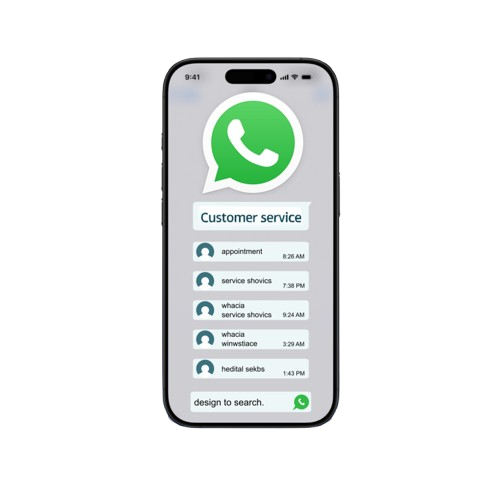 9:41
Customer service
appointment
8:26 AM
service shovics
7:38 PM
whacia
service shovics
9:24 AM
whacia
winwstiace
3:29 AM
hedital sekbs
1:43 PM
design to search.